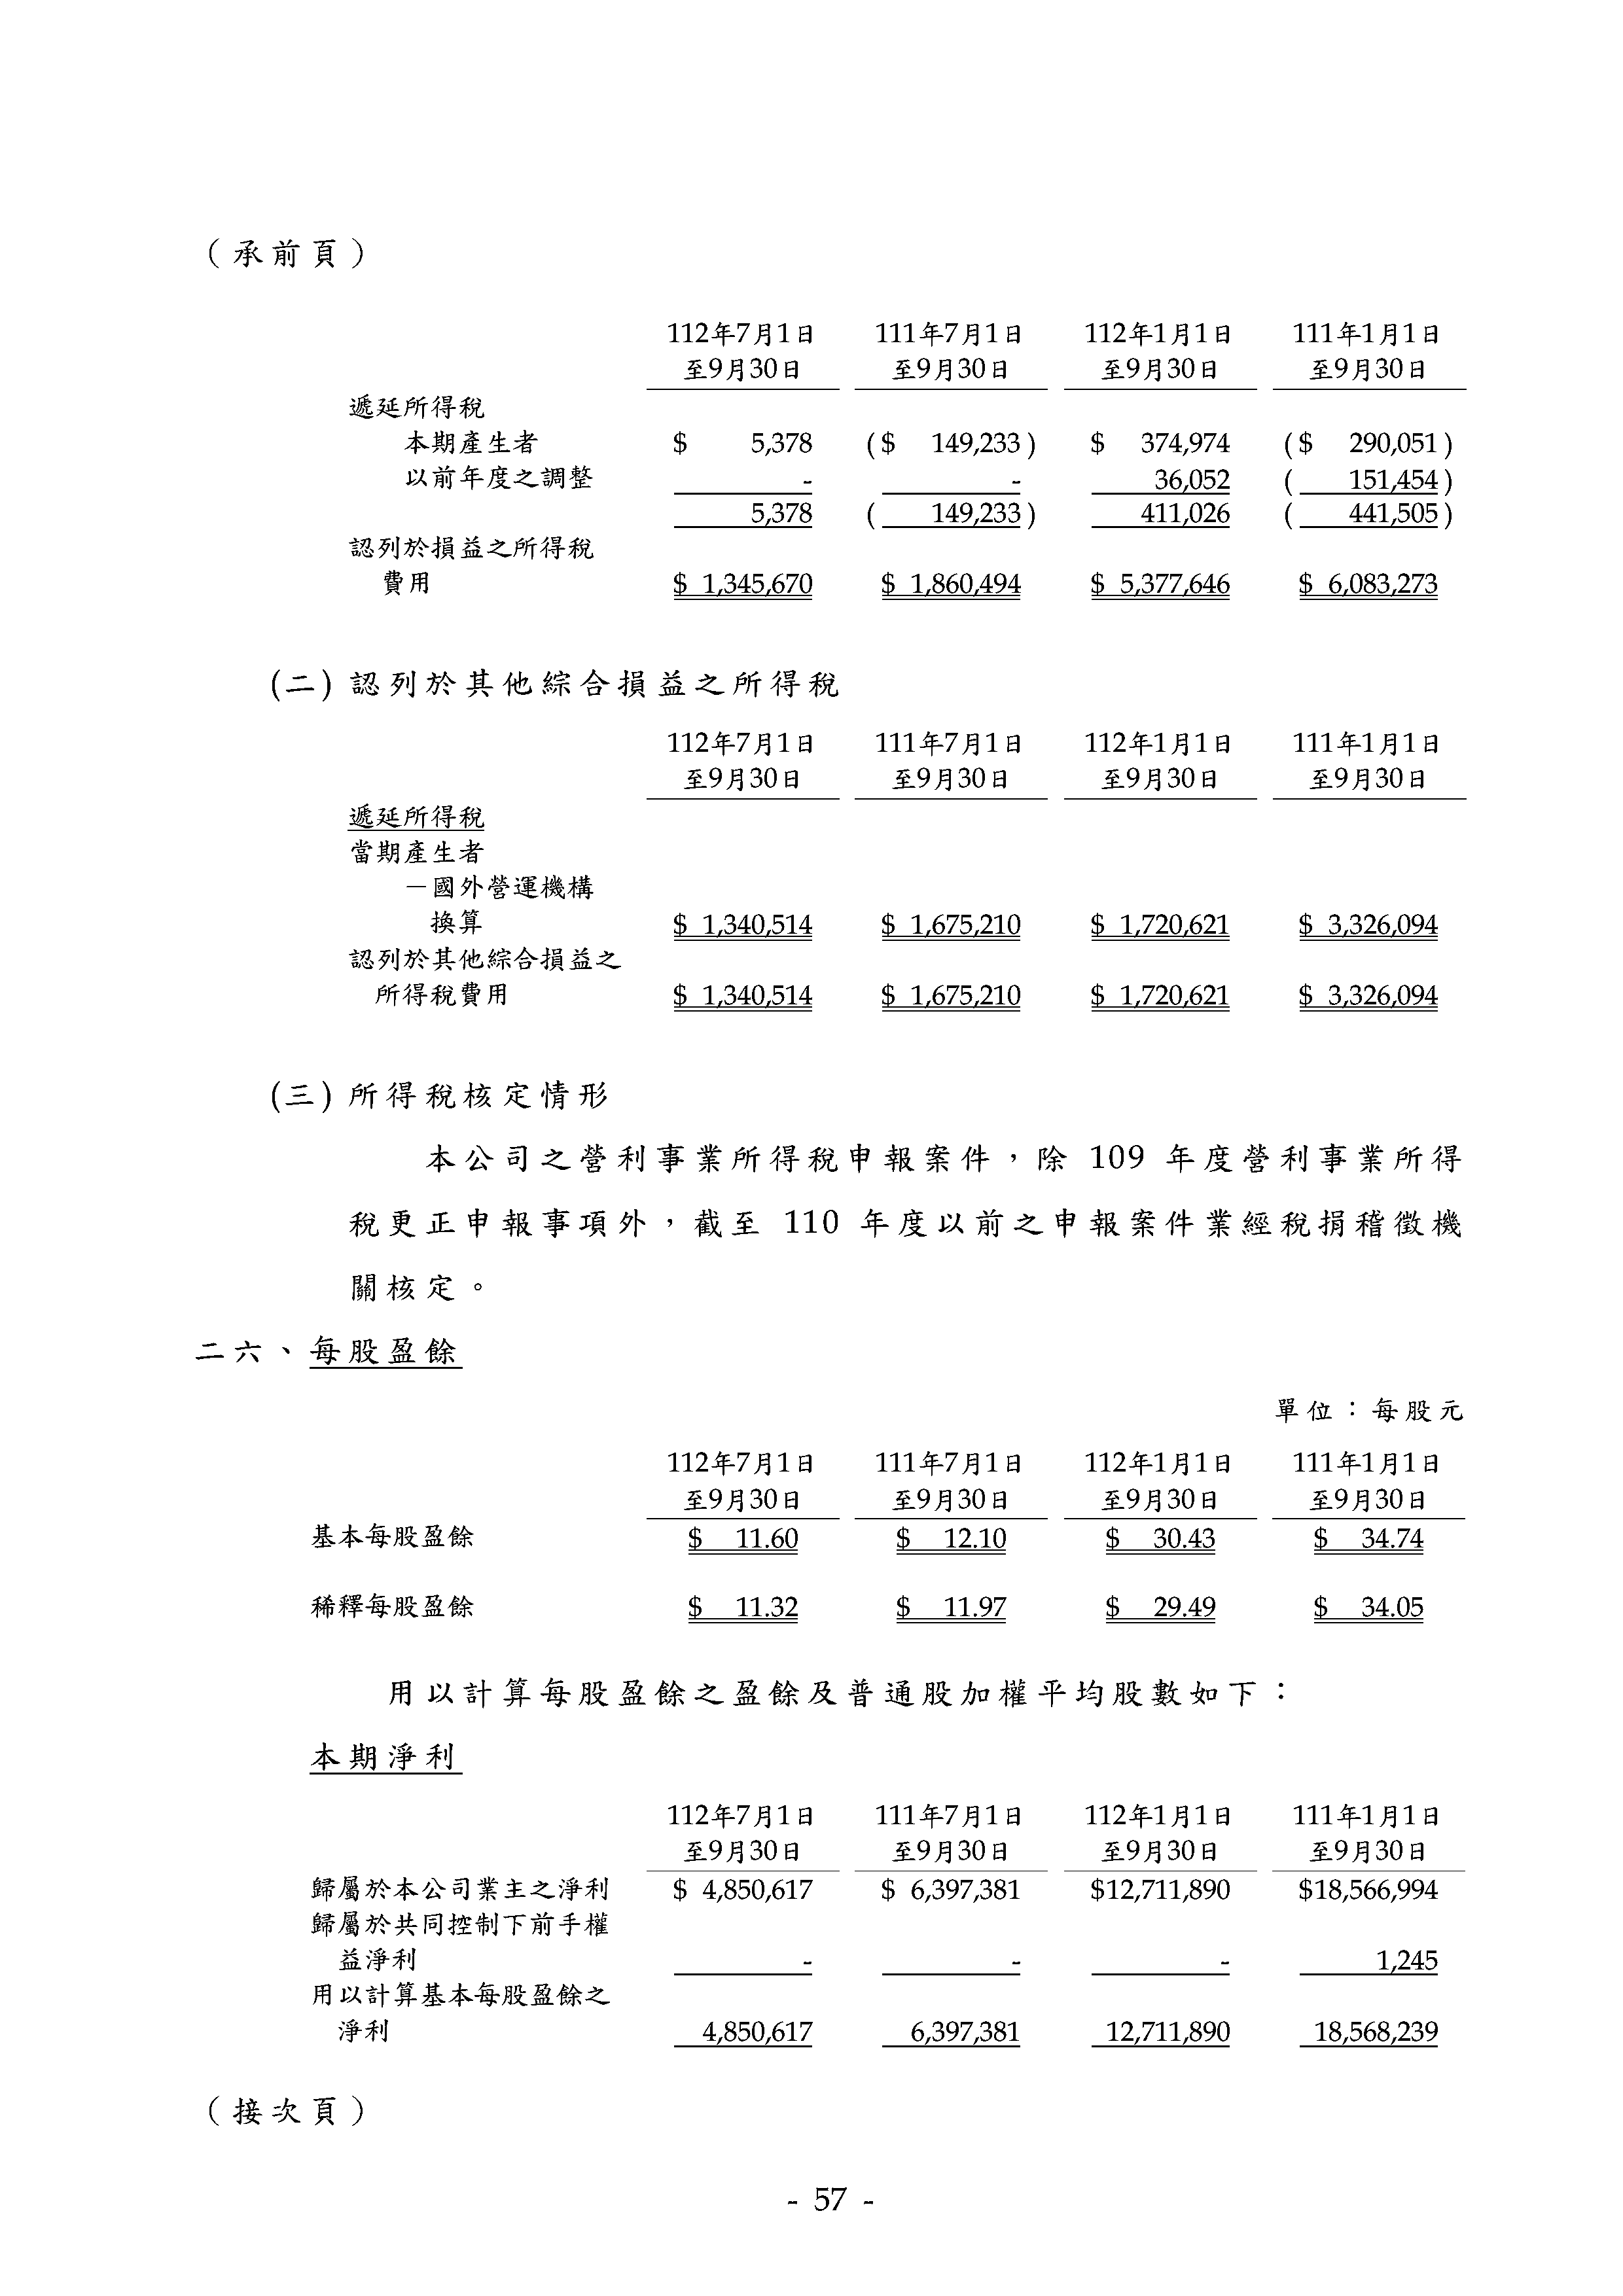 （承前頁）
112年7月1日 111年7月1日 112年1月1日 111年1月1日
至9月30日 至9月30日 至9月30日 至9月30日
遞延所得稅
本期產生者 $ 5,378 ($ 149,233) $ 374,974 ($ 290,051)
以前年度之調整 - - 36,052 ( 151,454)
5,378 ( 149,233) 411,026 ( 441,505)
認列於損益之所得稅
費用 $ 1,345,670 $ 1,860,494 $ 5,377,646 $ 6,083,273
(二) 認列於其他綜合損益之所得稅
112年7月1日 111年7月1日 112年1月1日 111年1月1日
至9月30日 至9月30日 至9月30日 至9月30日
遞延所得稅
當期產生者
－國外營運機構
換算 $ 1,340,514 $ 1,675,210 $ 1,720,621 $ 3,326,094
認列於其他綜合損益之
所得稅費用 $ 1,340,514 $ 1,675,210 $ 1,720,621 $ 3,326,094
(三) 所得稅核定情形
本公司之營利事業所得稅申報案件，除 109 年度營利事業所得
稅更正申報事項外，截至 110 年度以前之申報案件業經稅捐稽徵機
關核定。
二六、每股盈餘
單位：每股元
112年7月1日 111年7月1日 112年1月1日 111年1月1日
至9月30日 至9月30日 至9月30日 至9月30日
基本每股盈餘 $ 11.60 $ 12.10 $ 30.43 $ 34.74
稀釋每股盈餘 $ 11.32 $ 11.97 $ 29.49 $ 34.05
用以計算每股盈餘之盈餘及普通股加權平均股數如下：
本期淨利
112年7月1日 111年7月1日 112年1月1日 111年1月1日
至9月30日 至9月30日 至9月30日 至9月30日
歸屬於本公司業主之淨利 $ 4,850,617 $ 6,397,381 $12,711,890 $18,566,994
歸屬於共同控制下前手權
益淨利 - - - 1,245
用以計算基本每股盈餘之
淨利 4,850,617 6,397,381 12,711,890 18,568,239
（接次頁）
- 57 -